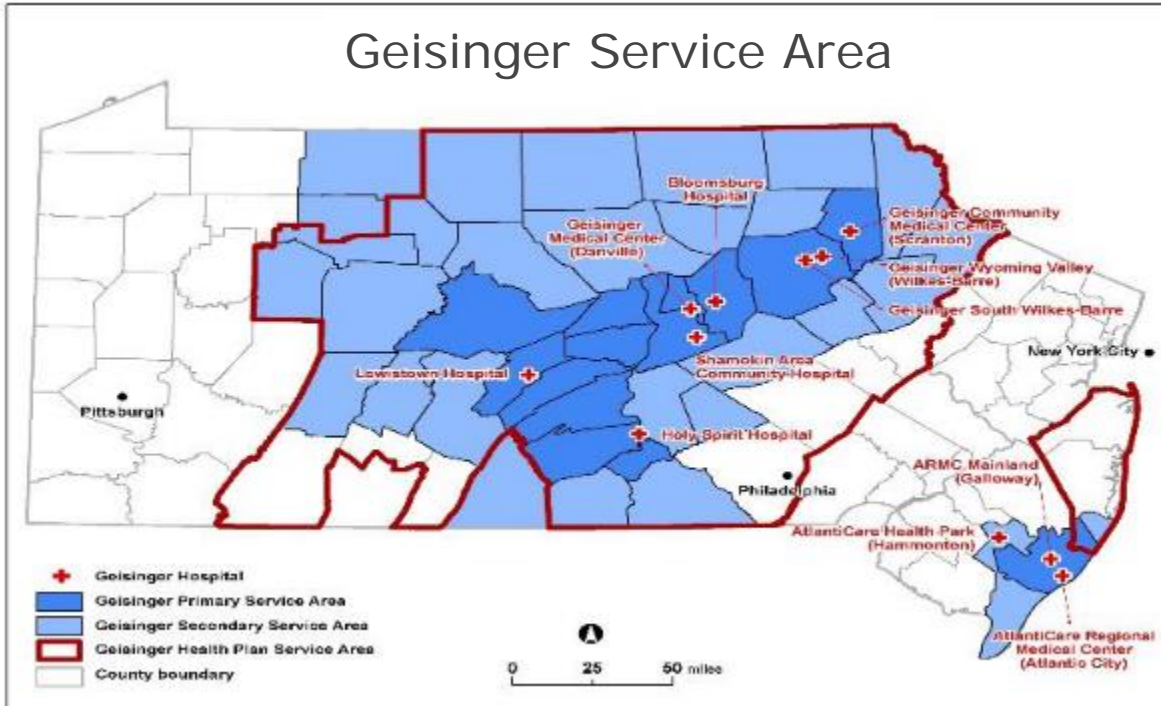 Geisinger Service Area
Bloomsburg
Hospital
Geisinger
Medical Center
(Danville)
Geisinger Community
Medical Center
(Scranton)
Geisinger Wyoming Valley
(Wilkes-Barre)
Geisinger South Wilkes-Barre
New York City
Lewistown Hospital
Shamokin Area
Community Hospital
Pittsburgh
Holy Spirit Hospital
Philadelphia
ARMC Mainland
(Galloway)
AtlantiCare Health Park
(Hammonton)
AtlantiCare Regional
Medical Center
(Atlantic City)
Geisinger Hospital
Geisinger Primary Service Area
Geisinger Secondary Service Area
Geisinger Health Plan Service Area
County boundary
0 25 50 miles